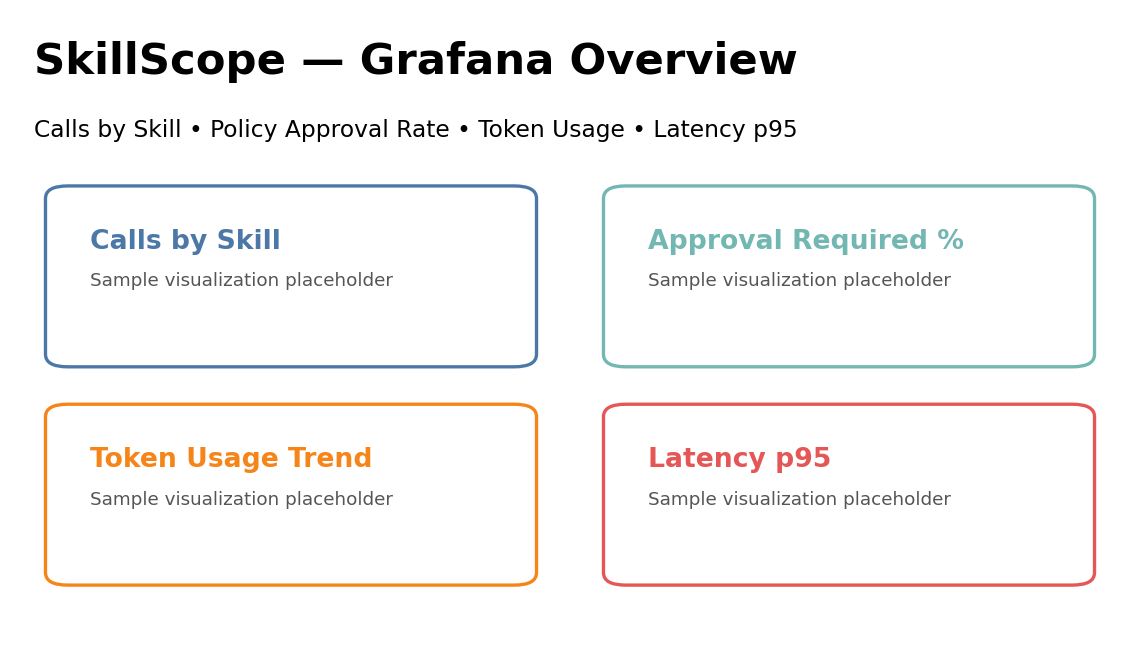 SkillScope — Grafana Overview
Calls by Skill • Policy Approval Rate • Token Usage • Latency p95
Calls by Skill
Sample visualization placeholder
Approval Required %
Sample visualization placeholder
Token Usage Trend
Sample visualization placeholder
Latency p95
Sample visualization placeholder